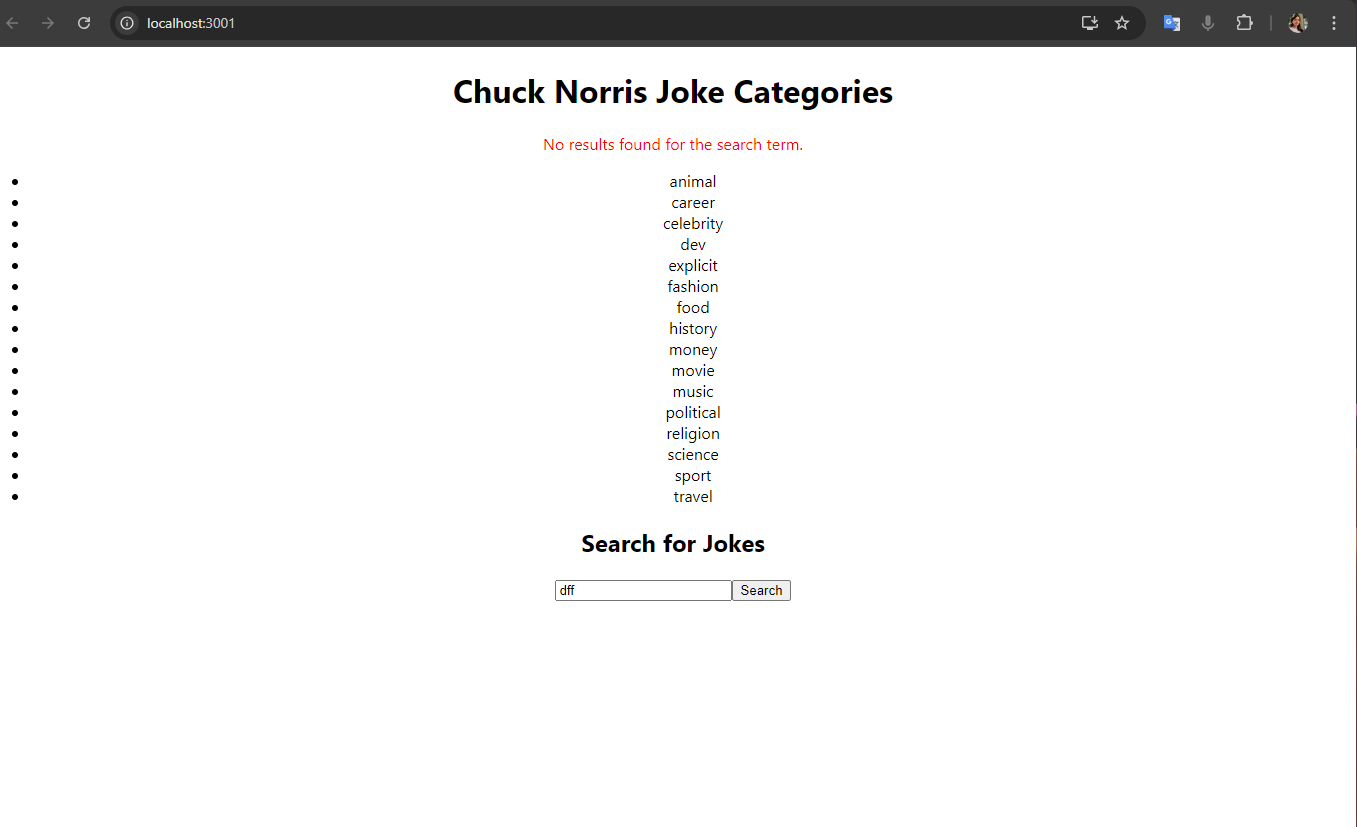 localhost:3001
Chuck Norris Joke Categories
No results found for the search term.
animal
career
celebrity
dev
explicit
fashion
food
history
money
movie
music
political
religion
science
sport
travel
Search for Jokes
dff
Search